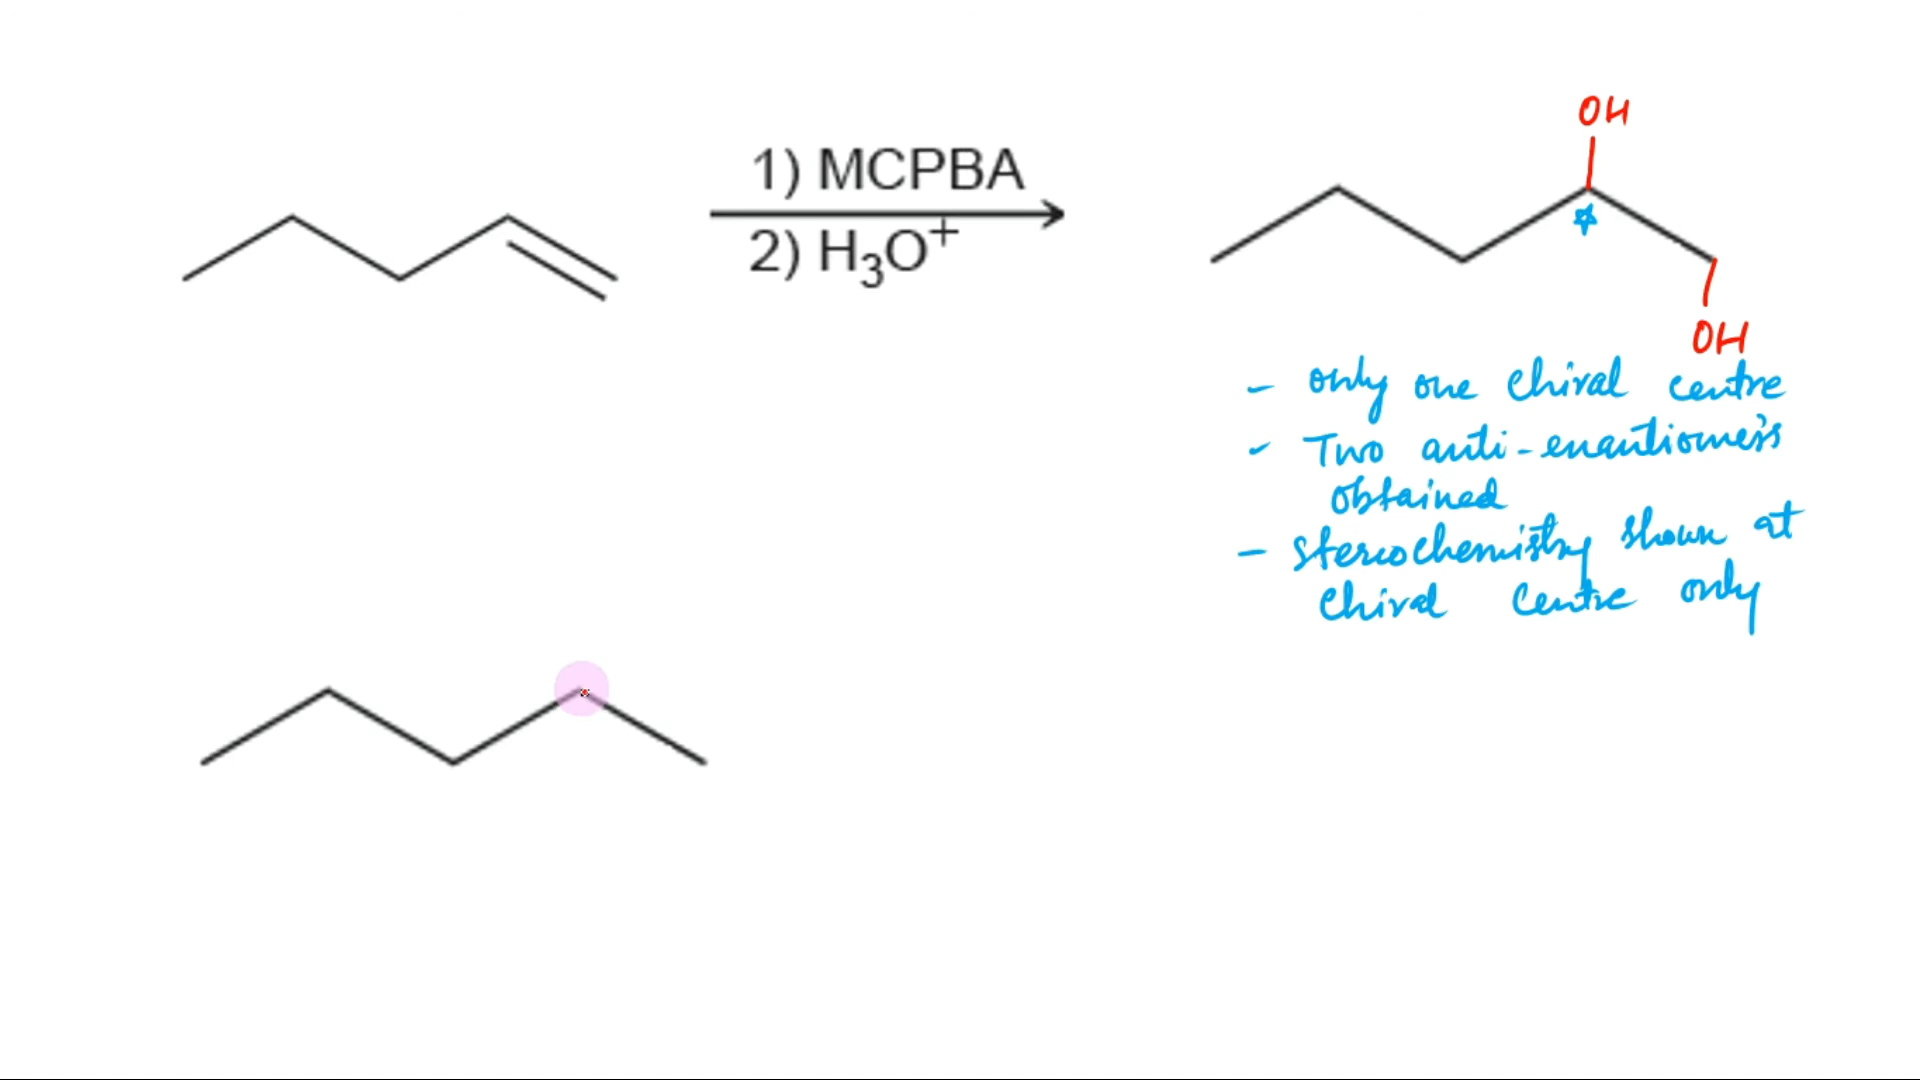 1) MCPBA
2) H₃O⁺
OH
OH
- only one chiral centre
- Two anti-enantiomers
obtained
- stereochemistry shown at
chiral centre only